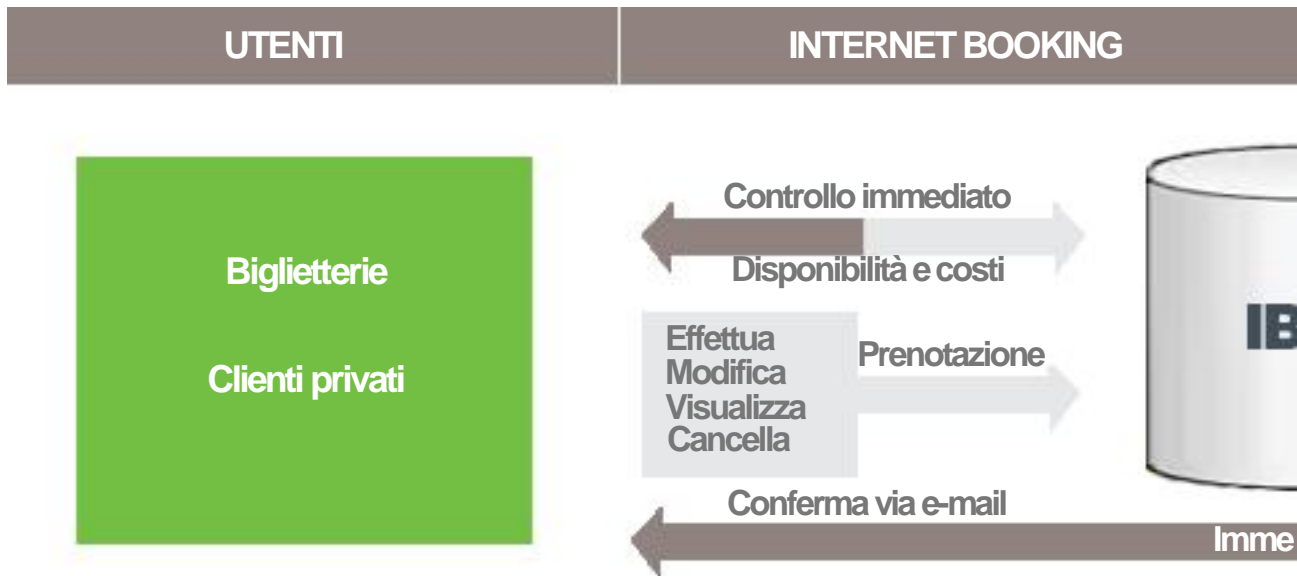 UTENTI
INTERNET BOOKING
Biglietterie
Clienti privati
Controllo immediato
Disponibilità e costi
Effettua
Modifica
Visualizza
Cancella
Prenotazione
IB
Conferma via e-mail
Imme